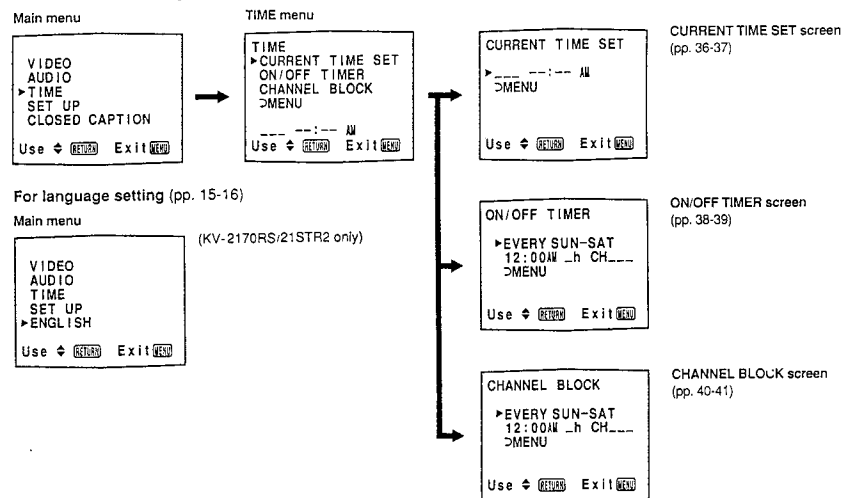 Main menu
VIDEO
AUDIO
►TIME
SET UP
CLOSED CAPTION
Use ⬍ RETURN Exit MENU
TIME menu
TIME
►CURRENT TIME SET
ON/OFF TIMER
CHANNEL BLOCK
⊃MENU
___ --:-- AM
Use ⬍ RETURN Exit MENU
CURRENT TIME SET
►___ --:-- AM
⊃MENU
Use ⬍ RETURN Exit MENU
CURRENT TIME SET screen
(pp. 36-37)
For language setting (pp. 15-16)
Main menu
(KV-2170RS/21STR2 only)
VIDEO
AUDIO
TIME
SET UP
►ENGLISH
Use ⬍ RETURN Exit MENU
ON/OFF TIMER
►EVERY SUN-SAT
12:00AM _h CH___
⊃MENU
Use ⬍ RETURN Exit MENU
ON/OFF TIMER screen
(pp. 38-39)
CHANNEL BLOCK
►EVERY SUN-SAT
12:00AM _h CH___
⊃MENU
Use ⬍ RETURN Exit MENU
CHANNEL BLOCK screen
(pp. 40-41)